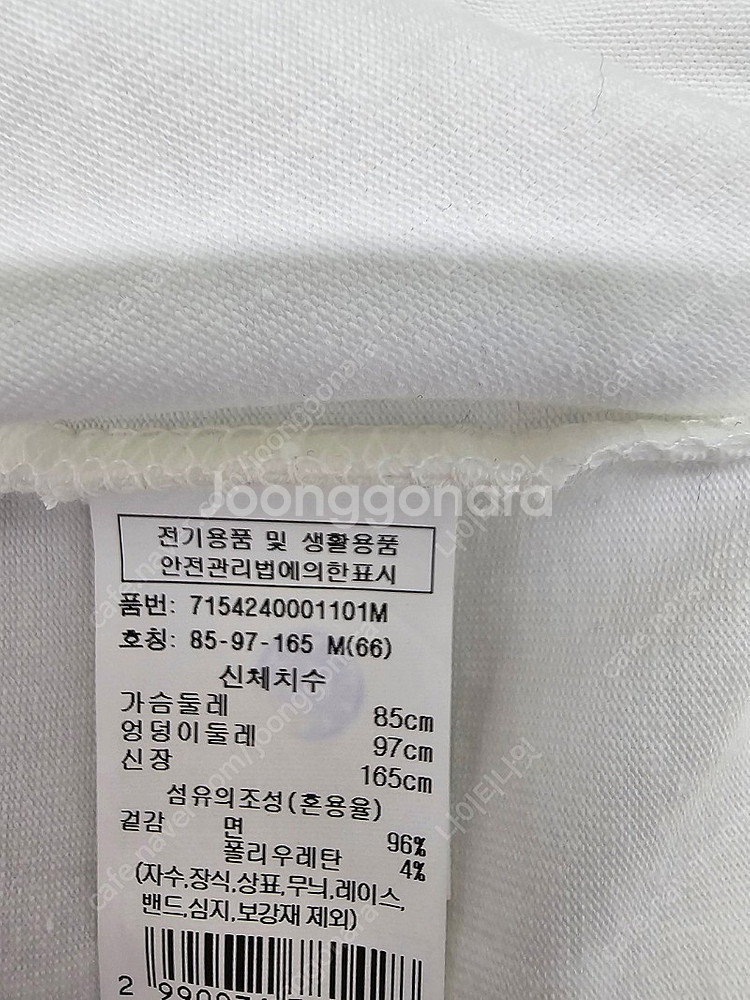 Joonggonara
전기용품 및 생활용품
안전관리법에의한표시
품번: 7154240001101M
호칭: 85-97-165 M(66)
신체치수
가슴둘레 85cm
엉덩이둘레 97cm
신장 165cm
섬유의조성(혼용율)
겉감 면 96%
폴리우레탄 4%
(자수,장식,상표,무늬,레이스,
밴드,심지,보강재 제외)
2